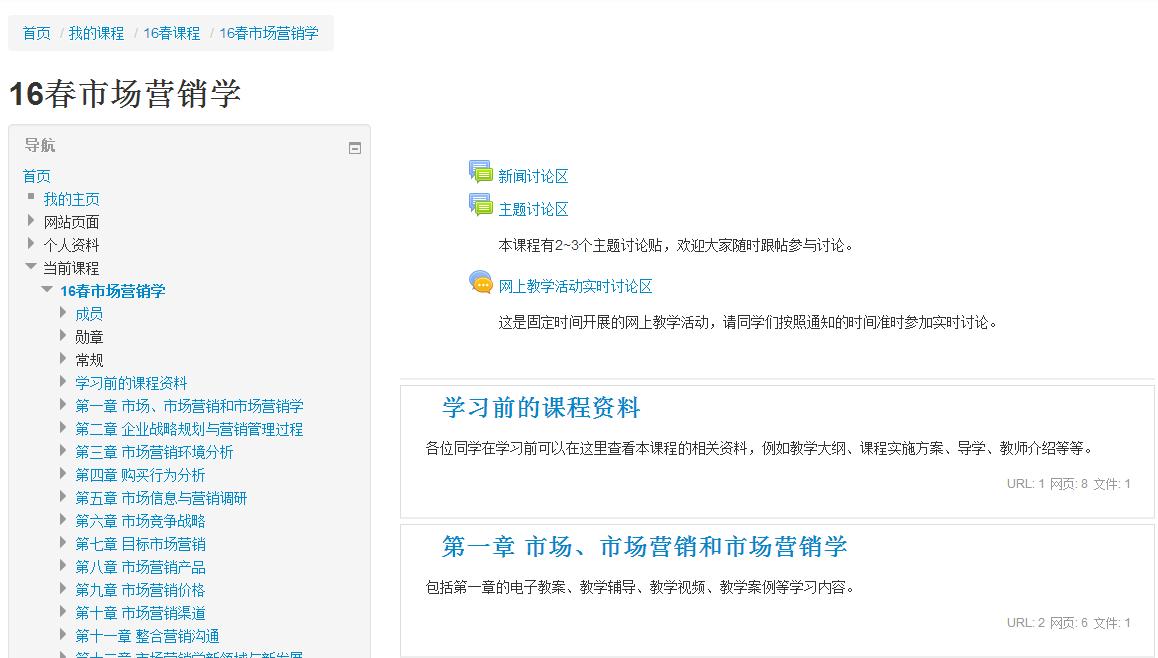 首页 / 我的课程 / 16春课程 / 16春市场营销学
16春市场营销学
导航
首页
我的主页
网站页面
个人资料
当前课程
16春市场营销学
成员
勋章
常规
学习前的课程资料
第一章 市场、市场营销和市场营销学
第二章 企业战略规划与营销管理过程
第三章 市场营销环境分析
第四章 购买行为分析
第五章 市场信息与营销调研
第六章 市场竞争战略
第七章 目标市场营销
第八章 市场营销产品
第九章 市场营销价格
第十章 市场营销渠道
第十一章 整合营销沟通
第十二章 市场营销学新领域与新发展
新闻讨论区
主题讨论区
本课程有2~3个主题讨论贴，欢迎大家随时跟帖参与讨论。
网上教学活动实时讨论区
这是固定时间开展的网上教学活动，请同学们按照通知的时间准时参加实时讨论。
学习前的课程资料
各位同学在学习前可以在这里查看本课程的相关资料，例如教学大纲、课程实施方案、导学、教师介绍等等。
URL: 1 网页: 8 文件: 1
第一章 市场、市场营销和市场营销学
包括第一章的电子教案、教学辅导、教学视频、教学案例等学习内容。
URL: 2 网页: 6 文件: 1